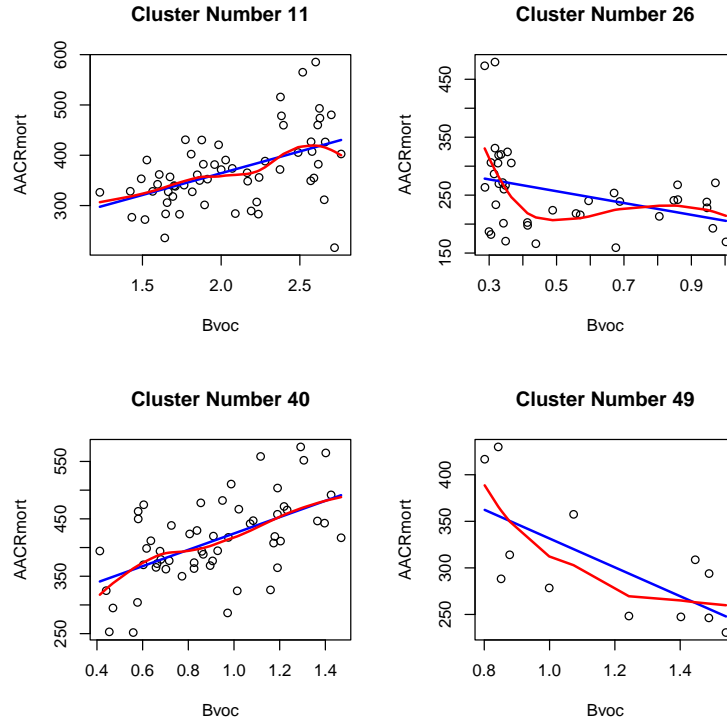 Cluster Number 11
AACRmort
300 400 500 600
1.5 2.0 2.5
Bvoc
Cluster Number 26
AACRmort
150 250 350 450
0.3 0.5 0.7 0.9
Bvoc
Cluster Number 40
AACRmort
250 350 450 550
0.4 0.6 0.8 1.0 1.2 1.4
Bvoc
Cluster Number 49
AACRmort
250 300 350 400
0.8 1.0 1.2 1.4
Bvoc